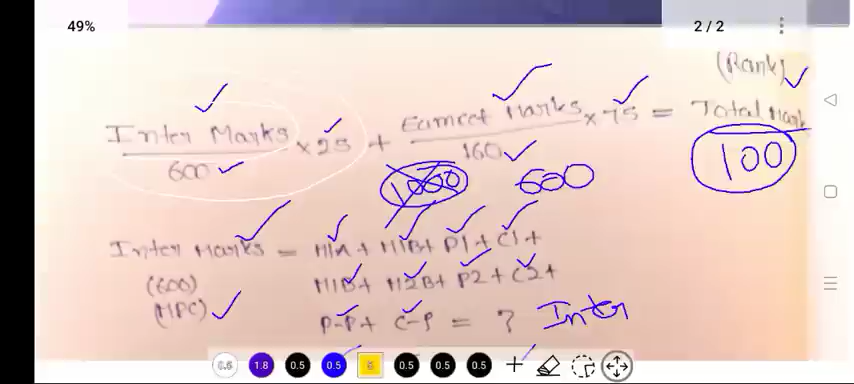 49%
2 / 2
(Rank)
Inter Marks × 25 + Eamcet Marks × 75 = Total Mark
600 160 100
1000 600
Inter Marks = M1A + M1B + P1 + C1 +
(600) M1B + M2B + P2 + C2 +
(MPC) P-P + C-P = ? Inter
0.5 1.8 0.5 0.5 0.5 0.5 0.5